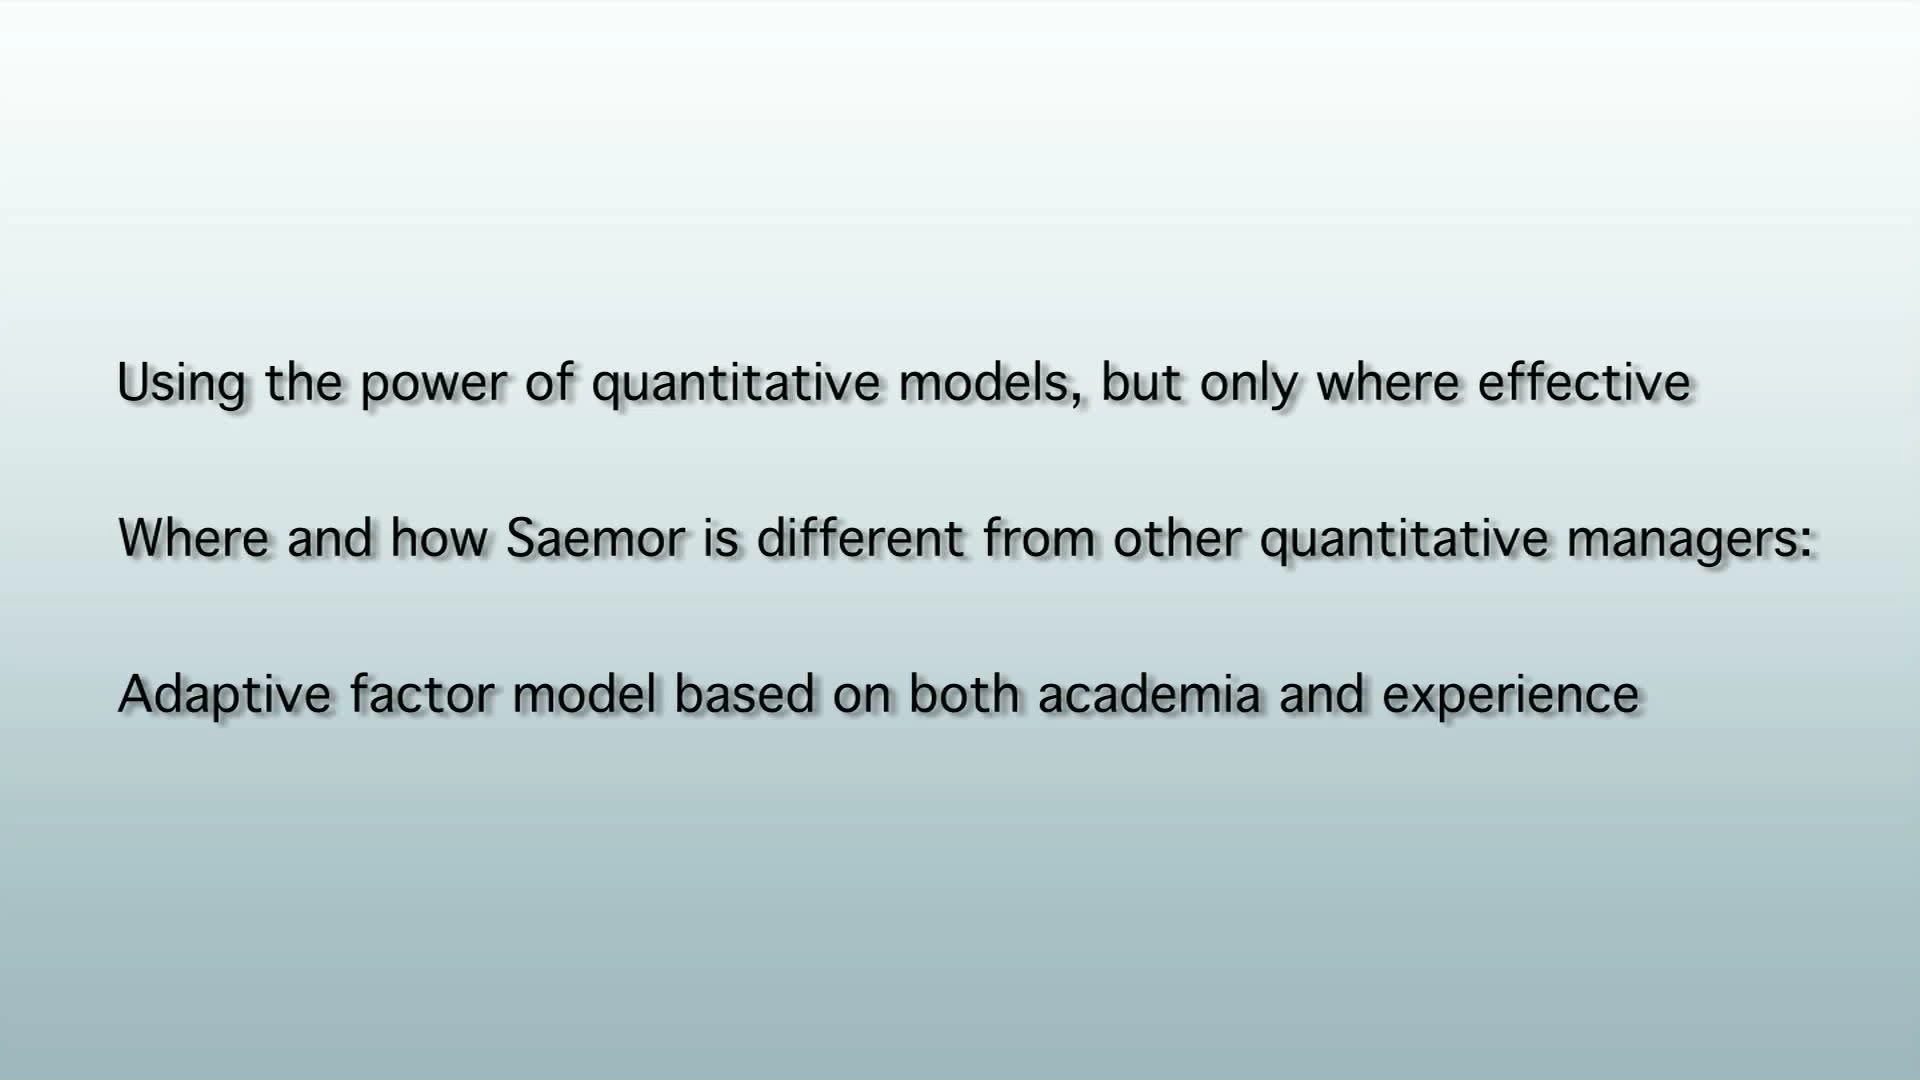 Using the power of quantitative models, but only where effective
Where and how Saemor is different from other quantitative managers:
Adaptive factor model based on both academia and experience